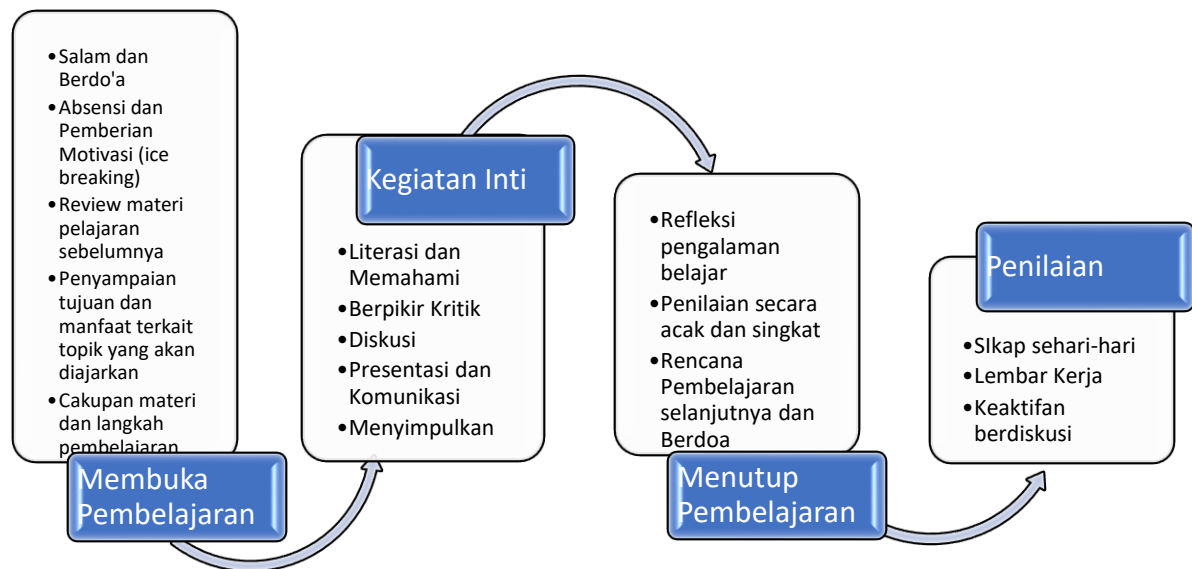 •Salam dan
Berdo'a
•Absensi dan
Pemberian
Motivasi (ice
breaking)
•Review materi
pelajaran
sebelumnya
•Penyampaian
tujuan dan
manfaat terkait
topik yang akan
diajarkan
•Cakupan materi
dan langkah
pembelajaran
Membuka
Pembelajaran
Kegiatan Inti
•Literasi dan
Memahami
•Berpikir Kritik
•Diskusi
•Presentasi dan
Komunikasi
•Menyimpulkan
•Refleksi
pengalaman
belajar
•Penilaian secara
acak dan singkat
•Rencana
Pembelajaran
selanjutnya dan
Berdoa
Menutup
Pembelajaran
Penilaian
•SIkap sehari-hari
•Lembar Kerja
•Keaktifan
berdiskusi